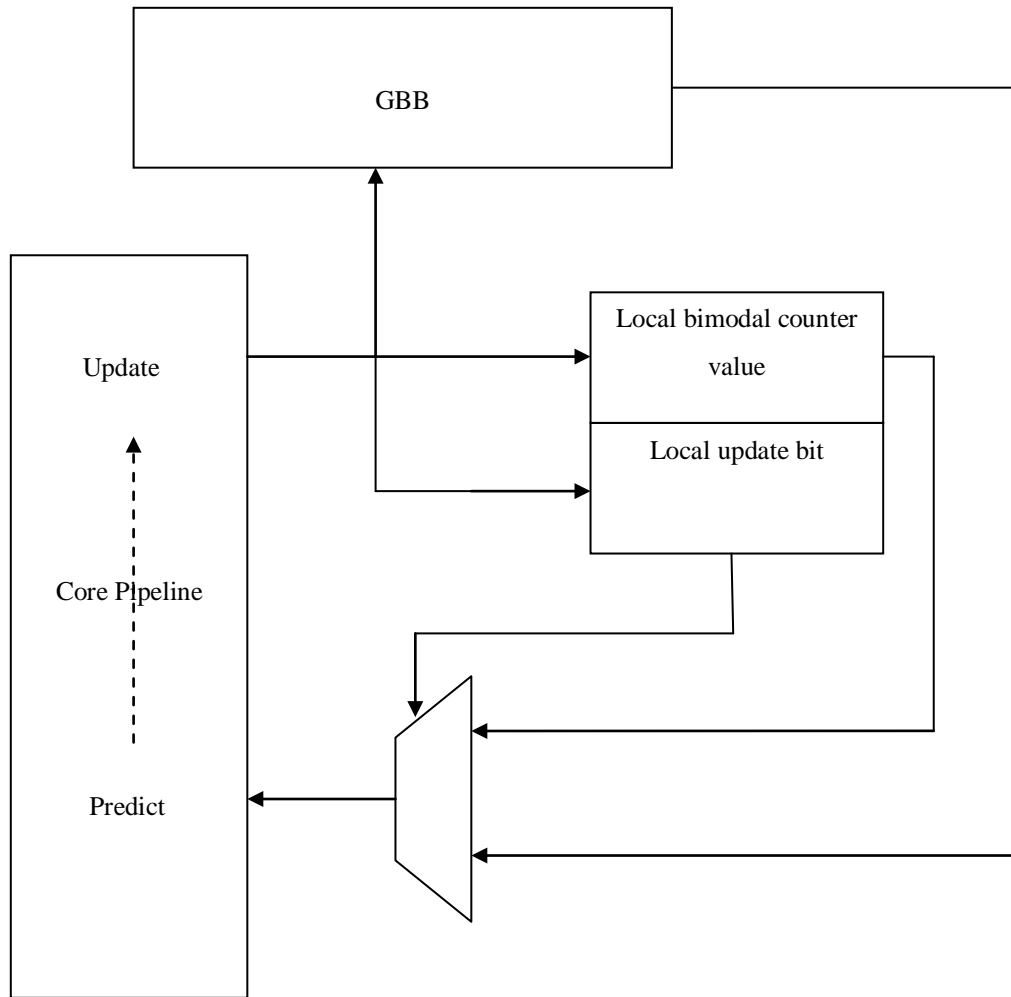 GBB
Local bimodal counter
value
Update
Local update bit
Core Pipeline
Predict